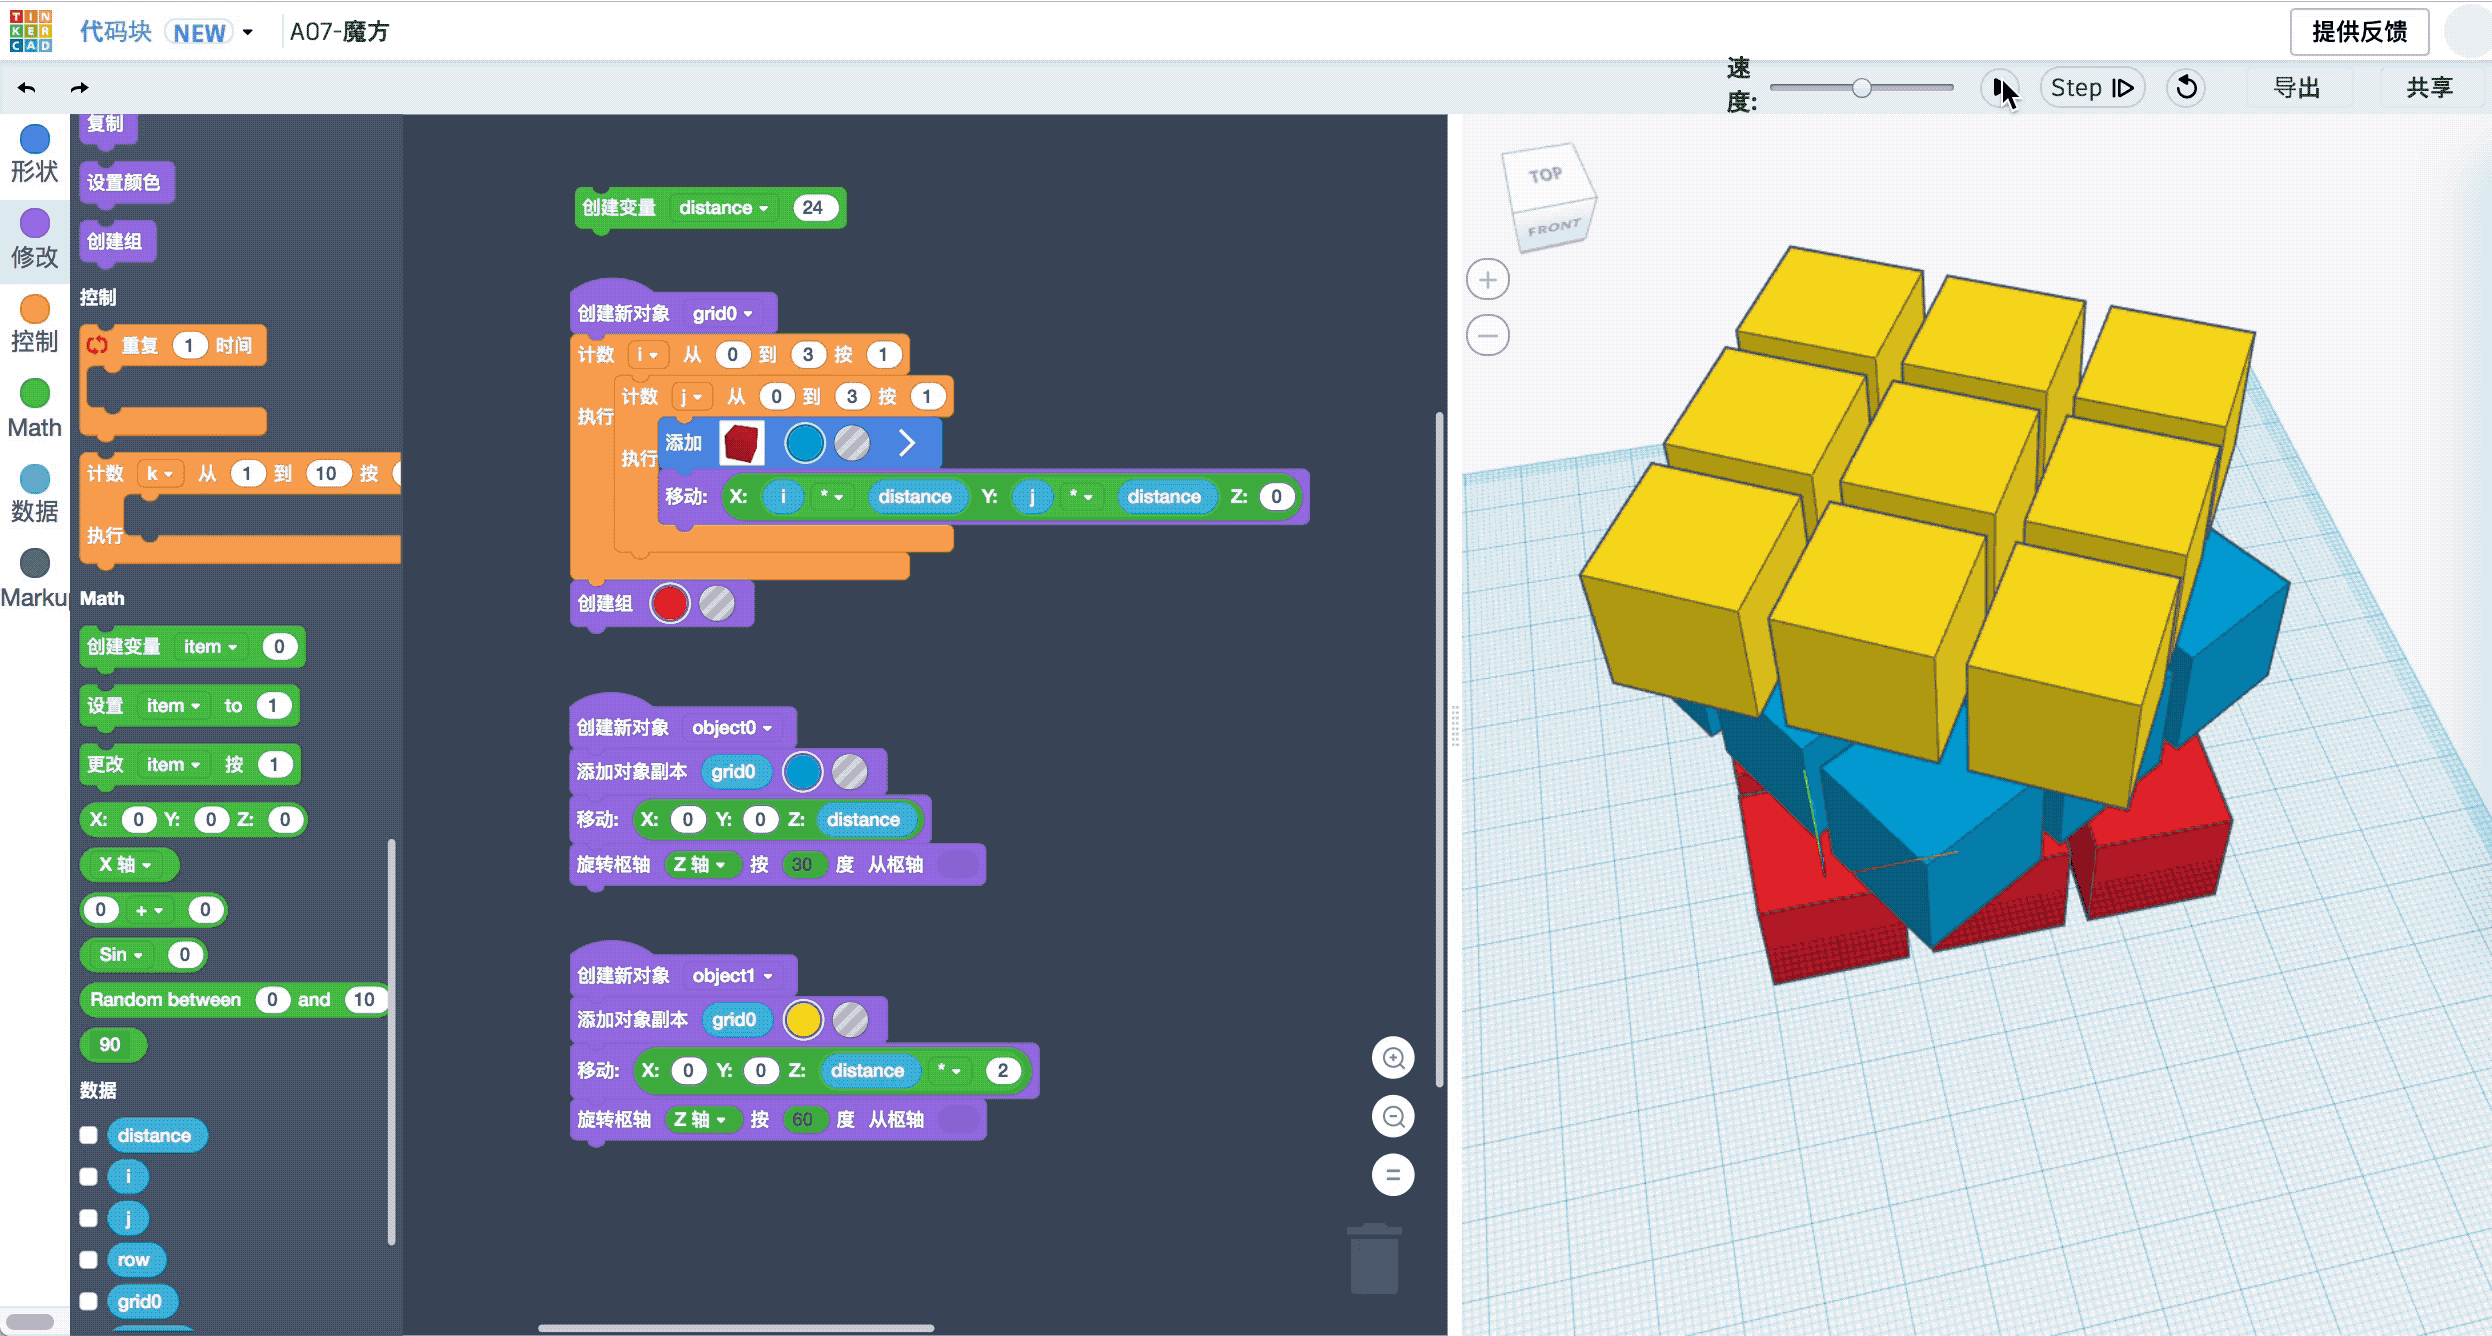 TIN
KER
CAD
代码块 NEW A07-魔方
提供反馈
速度:
Step
导出
共享
形状
修改
控制
Math
数据
Marku
复制
设置颜色
创建组
控制
重复 1 时间
计数 k 从 1 到 10 按
执行
Math
创建变量 item 0
设置 item to 1
更改 item 按 1
X: 0 Y: 0 Z: 0
X 轴
0 + 0
Sin 0
Random between 0 and 10
90
数据
distance
i
j
row
grid0
创建变量 distance 24
创建新对象 grid0
计数 i 从 0 到 3 按 1
执行
计数 j 从 0 到 3 按 1
执行
添加
移动: X: i * distance Y: j * distance Z: 0
创建组
创建新对象 object0
添加对象副本 grid0
移动: X: 0 Y: 0 Z: distance
旋转枢轴 Z 轴 按 30 度 从枢轴
创建新对象 object1
添加对象副本 grid0
移动: X: 0 Y: 0 Z: distance * 2
旋转枢轴 Z 轴 按 60 度 从枢轴
TOP
FRONT